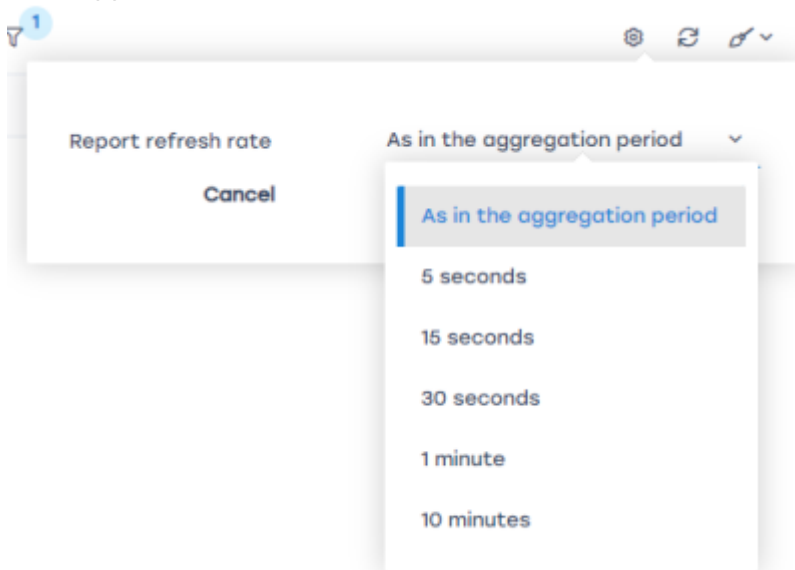 1
Report refresh rate
As in the aggregation period
Cancel
As in the aggregation period
5 seconds
15 seconds
30 seconds
1 minute
10 minutes